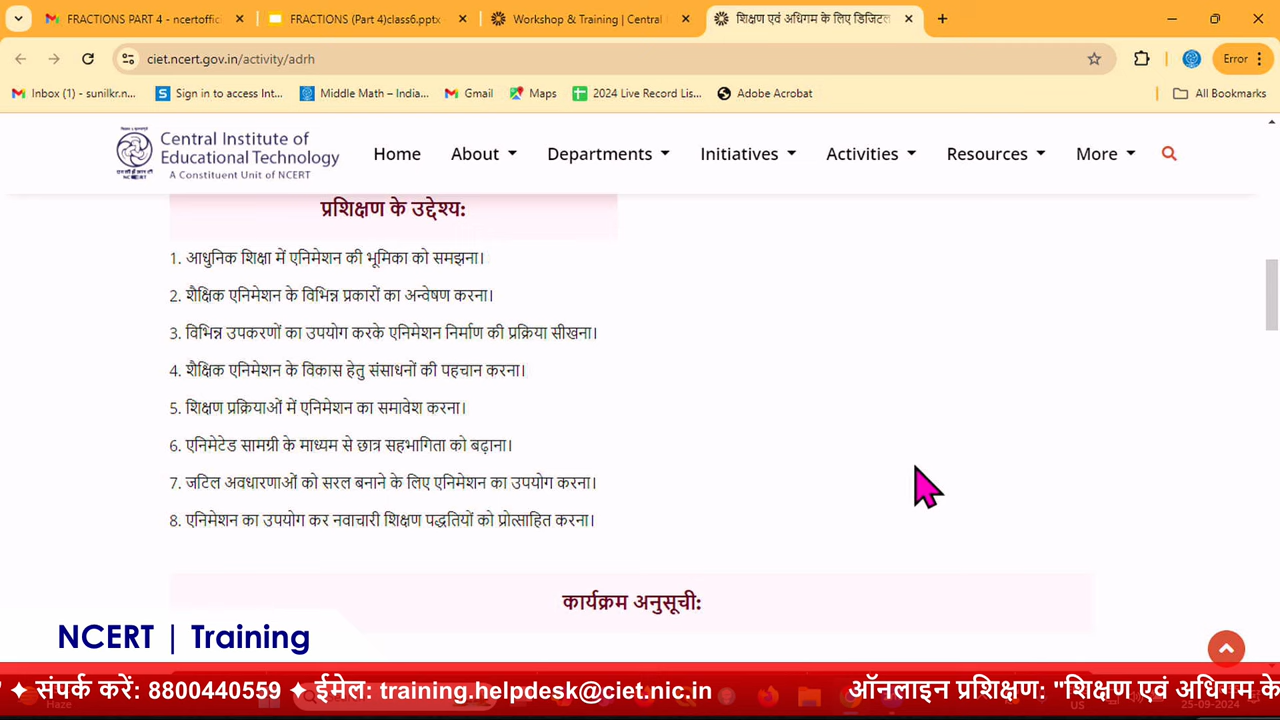 FRACTIONS PART 4 - ncertoffic
FRACTIONS (Part 4)class6.pptx
Workshop & Training | Central
शिक्षण एवं अधिगम के लिए डिजिटल
ciet.ncert.gov.in/activity/adrh
Error
Inbox (1) - sunilkr.n...
Sign in to access Int...
Middle Math – India...
Gmail
Maps
2024 Live Record Lis...
Adobe Acrobat
All Bookmarks
Central Institute of
Educational Technology
A Constituent Unit of NCERT
Home
About
Departments
Initiatives
Activities
Resources
More
प्रशिक्षण के उद्देश्य:
1. आधुनिक शिक्षा में एनिमेशन की भूमिका को समझना।
2. शैक्षिक एनिमेशन के विभिन्न प्रकारों का अन्वेषण करना।
3. विभिन्न उपकरणों का उपयोग करके एनिमेशन निर्माण की प्रक्रिया सीखना।
4. शैक्षिक एनिमेशन के विकास हेतु संसाधनों की पहचान करना।
5. शिक्षण प्रक्रियाओं में एनिमेशन का समावेश करना।
6. एनिमेटेड सामग्री के माध्यम से छात्र सहभागिता को बढ़ाना।
7. जटिल अवधारणाओं को सरल बनाने के लिए एनिमेशन का उपयोग करना।
8. एनिमेशन का उपयोग कर नवाचारी शिक्षण पद्धतियों को प्रोत्साहित करना।
कार्यक्रम अनुसूची:
NCERT | Training
" ✦ संपर्क करें: 8800440559 ✦ ईमेल: training.helpdesk@ciet.nic.in
ऑनलाइन प्रशिक्षण: "शिक्षण एवं अधिगम के
Haze
Search
US
25-09-2024